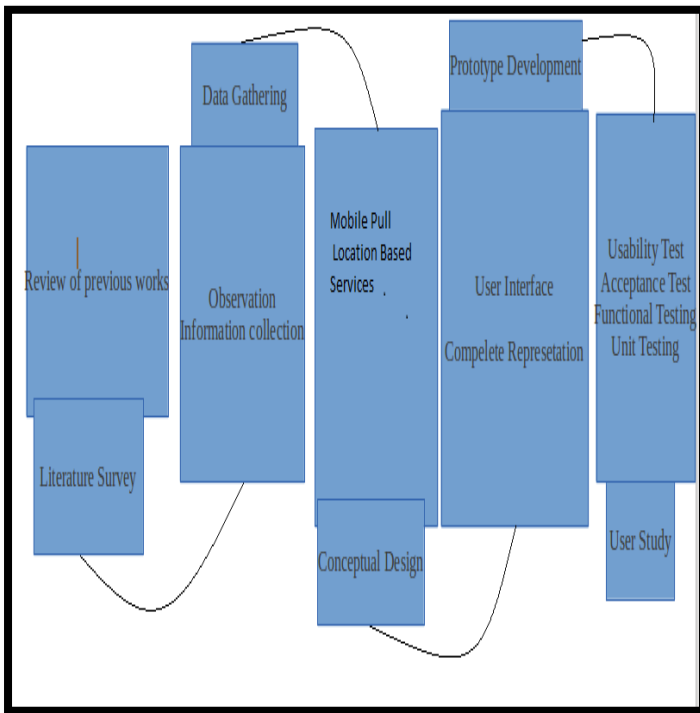 Review of previous works
Literature Survey
Data Gathering
Observation
Information collection
Mobile Pull
Location Based
Services
Conceptual Design
Prototype Development
User Interface
Compelete Represetation
Usability Test
Acceptance Test
Functional Testing
Unit Testing
User Study